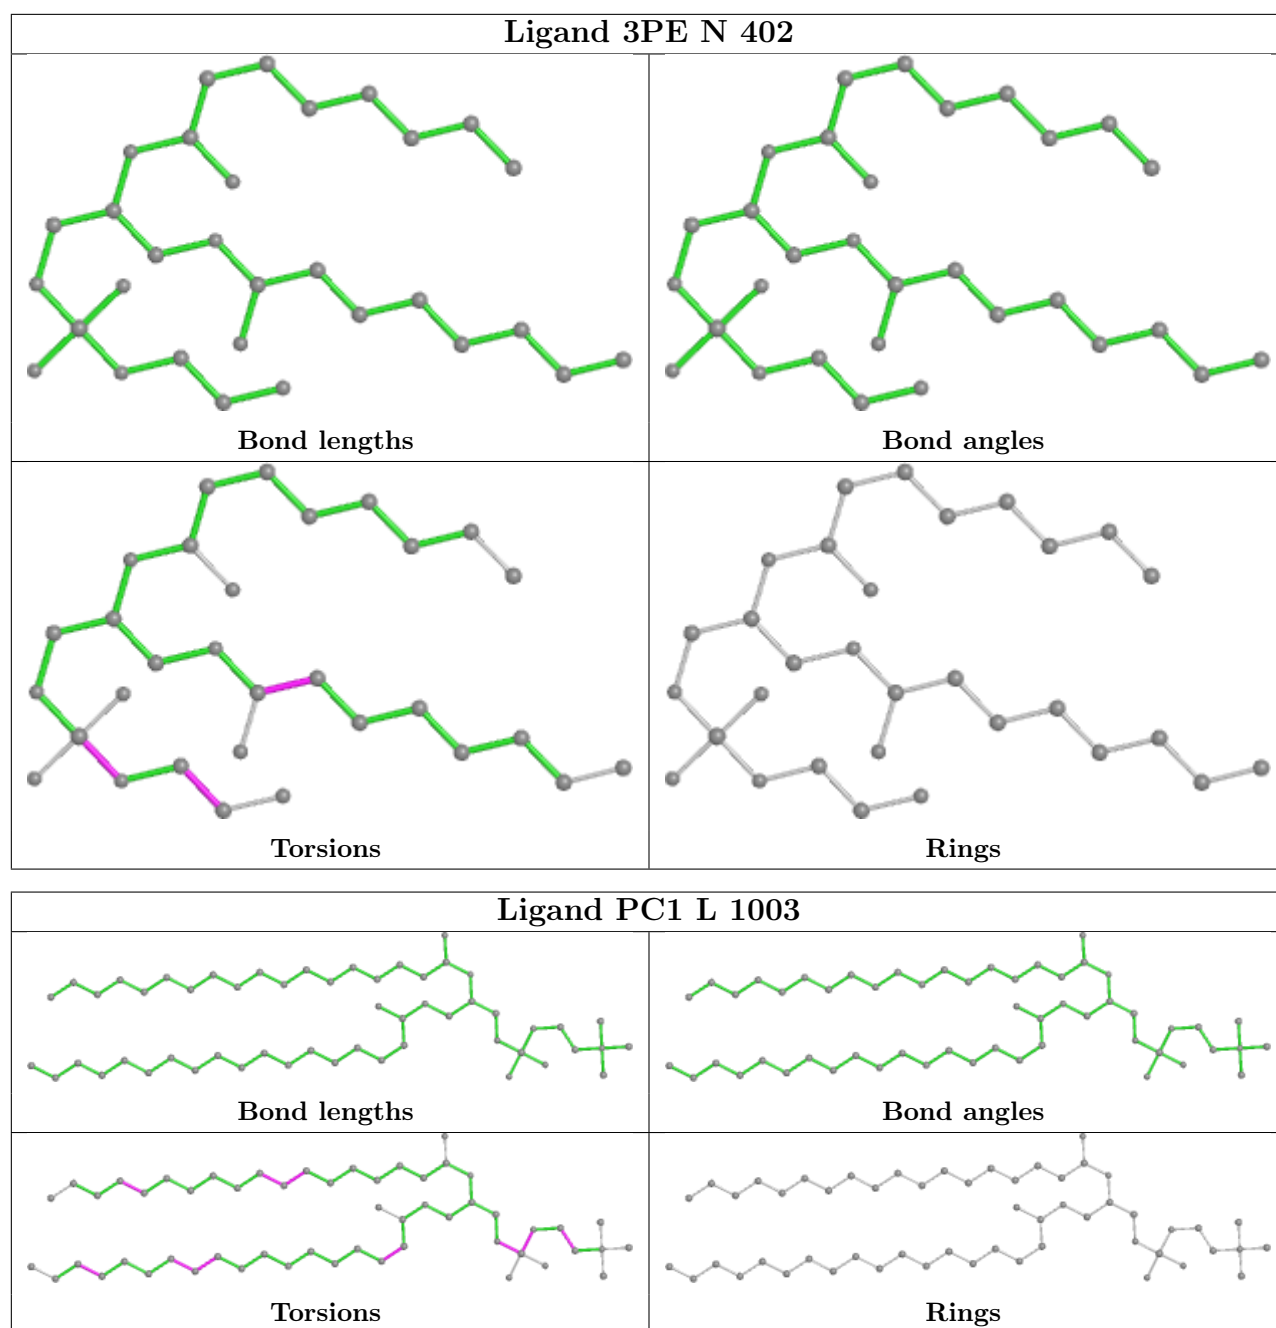 Ligand 3PE N 402
Bond lengths
Bond angles
Torsions
Rings
Ligand PC1 L 1003
Bond lengths
Bond angles
Torsions
Rings